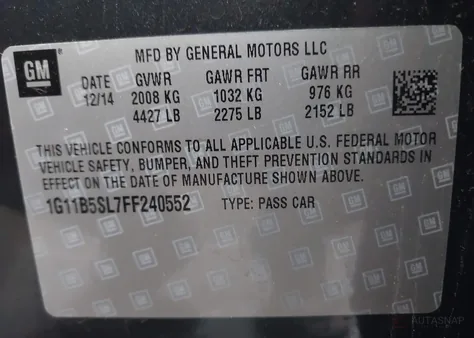 GM
MFD BY GENERAL MOTORS LLC
DATE GVWR GAWR FRT GAWR RR
12/14 2008 KG 1032 KG 976 KG
4427 LB 2275 LB 2152 LB
THIS VEHICLE CONFORMS TO ALL APPLICABLE U.S. FEDERAL MOTOR
VEHICLE SAFETY, BUMPER, AND THEFT PREVENTION STANDARDS IN
EFFECT ON THE DATE OF MANUFACTURE SHOWN ABOVE.
1G11B5SL7FF240552 TYPE: PASS CAR
AUTASNAP